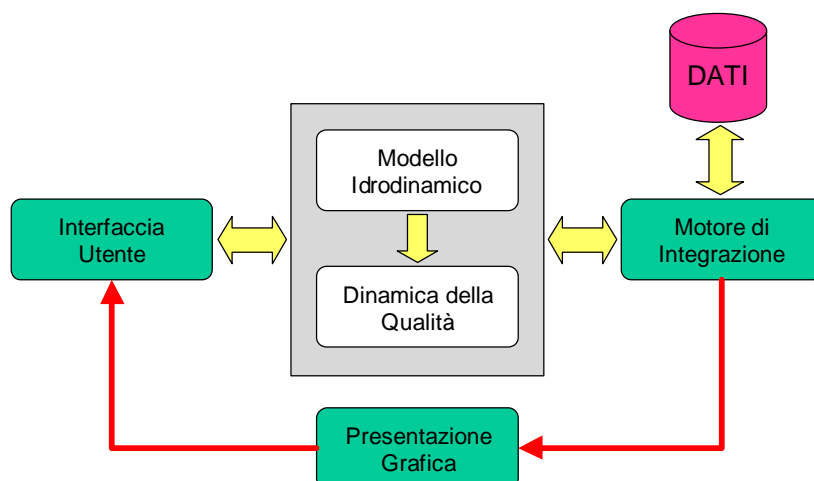 DATI
Modello
Idrodinamico
Interfaccia
Utente
Motore di
Integrazione
Dinamica della
Qualità
Presentazione
Grafica